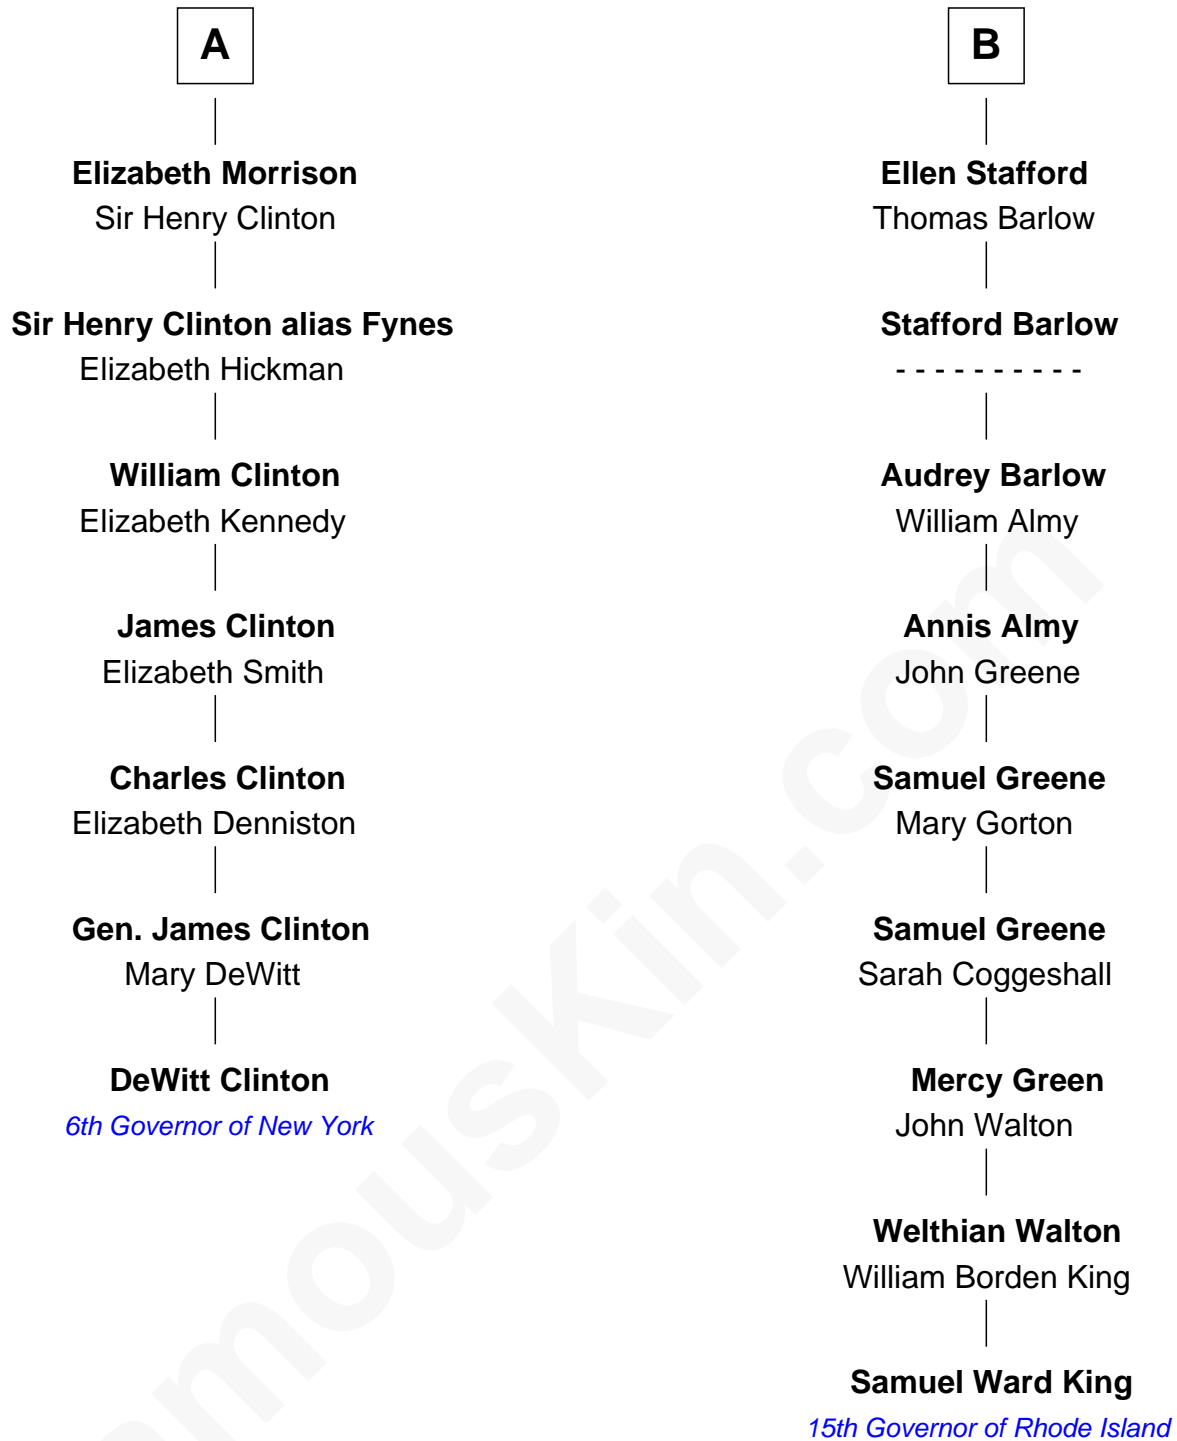 A
Elizabeth Morrison
Sir Henry Clinton
Sir Henry Clinton alias Fynes
Elizabeth Hickman
William Clinton
Elizabeth Kennedy
James Clinton
Elizabeth Smith
Charles Clinton
Elizabeth Denniston
Gen. James Clinton
Mary DeWitt
DeWitt Clinton
6th Governor of New York
B
Ellen Stafford
Thomas Barlow
Stafford Barlow
- - - - - - - - - -
Audrey Barlow
William Almy
Annis Almy
John Greene
Samuel Greene
Mary Gorton
Samuel Greene
Sarah Coggeshall
Mercy Green
John Walton
Welthian Walton
William Borden King
Samuel Ward King
15th Governor of Rhode Island
amouskin.com